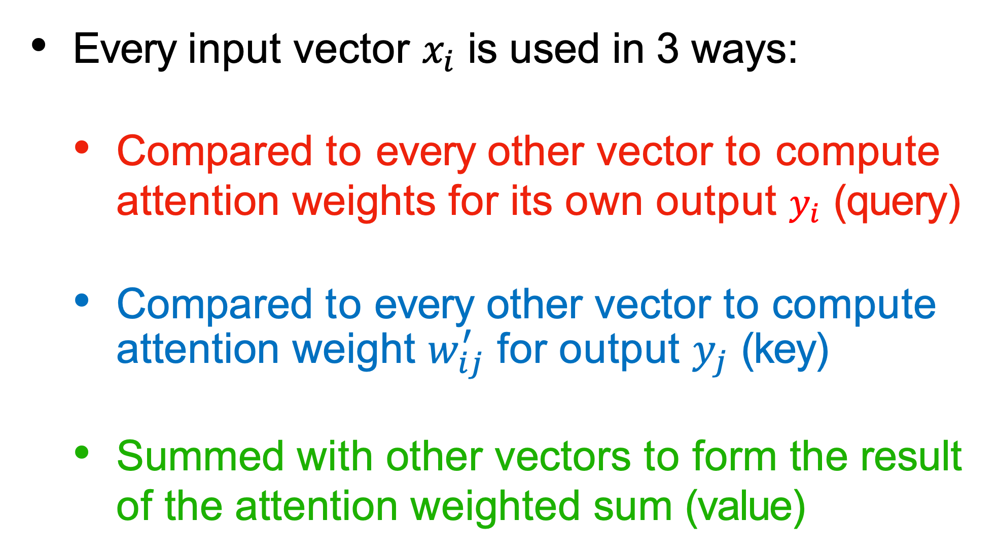 • Every input vector $x_i$ is used in 3 ways:
• Compared to every other vector to compute
attention weights for its own output $y_i$ (query)
• Compared to every other vector to compute
attention weight $w'_{ij}$ for output $y_j$ (key)
• Summed with other vectors to form the result
of the attention weighted sum (value)